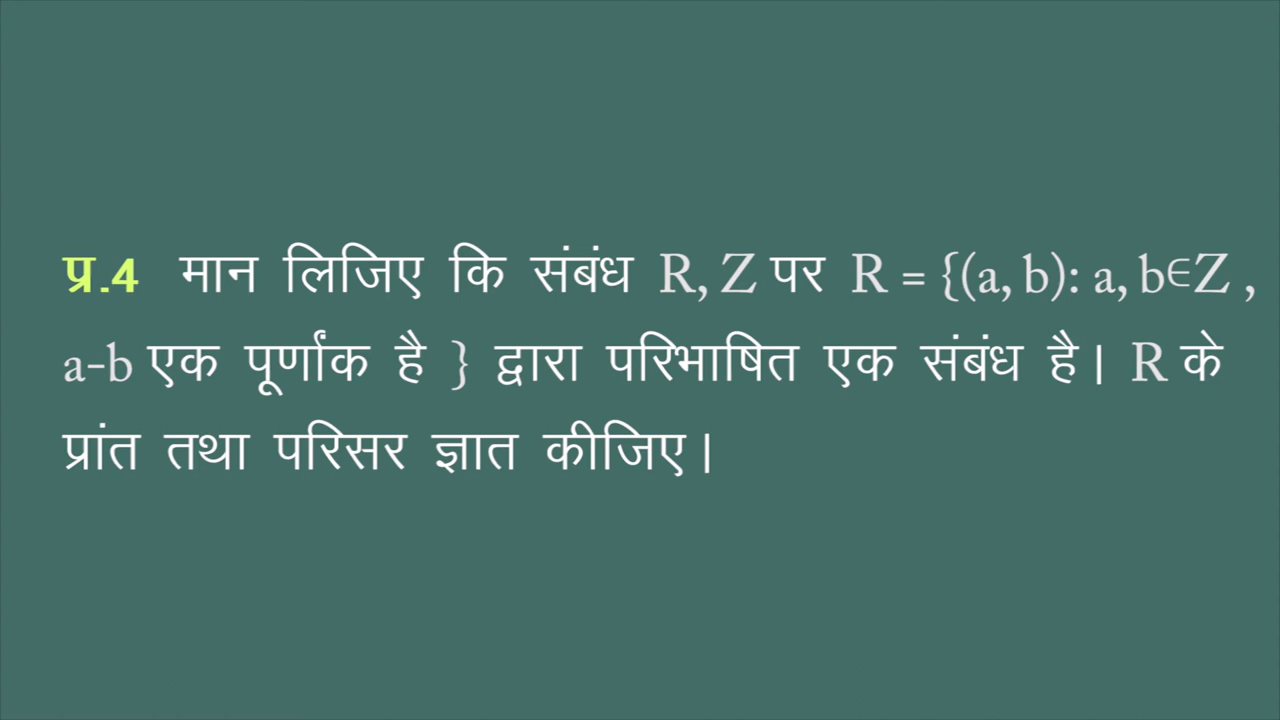 प्र.4 मान लिजिए कि संबंध R, Z पर R = {(a, b): a, b∈Z ,
a-b एक पूर्णांक है } द्वारा परिभाषित एक संबंध है। R के
प्रांत तथा परिसर ज्ञात कीजिए।